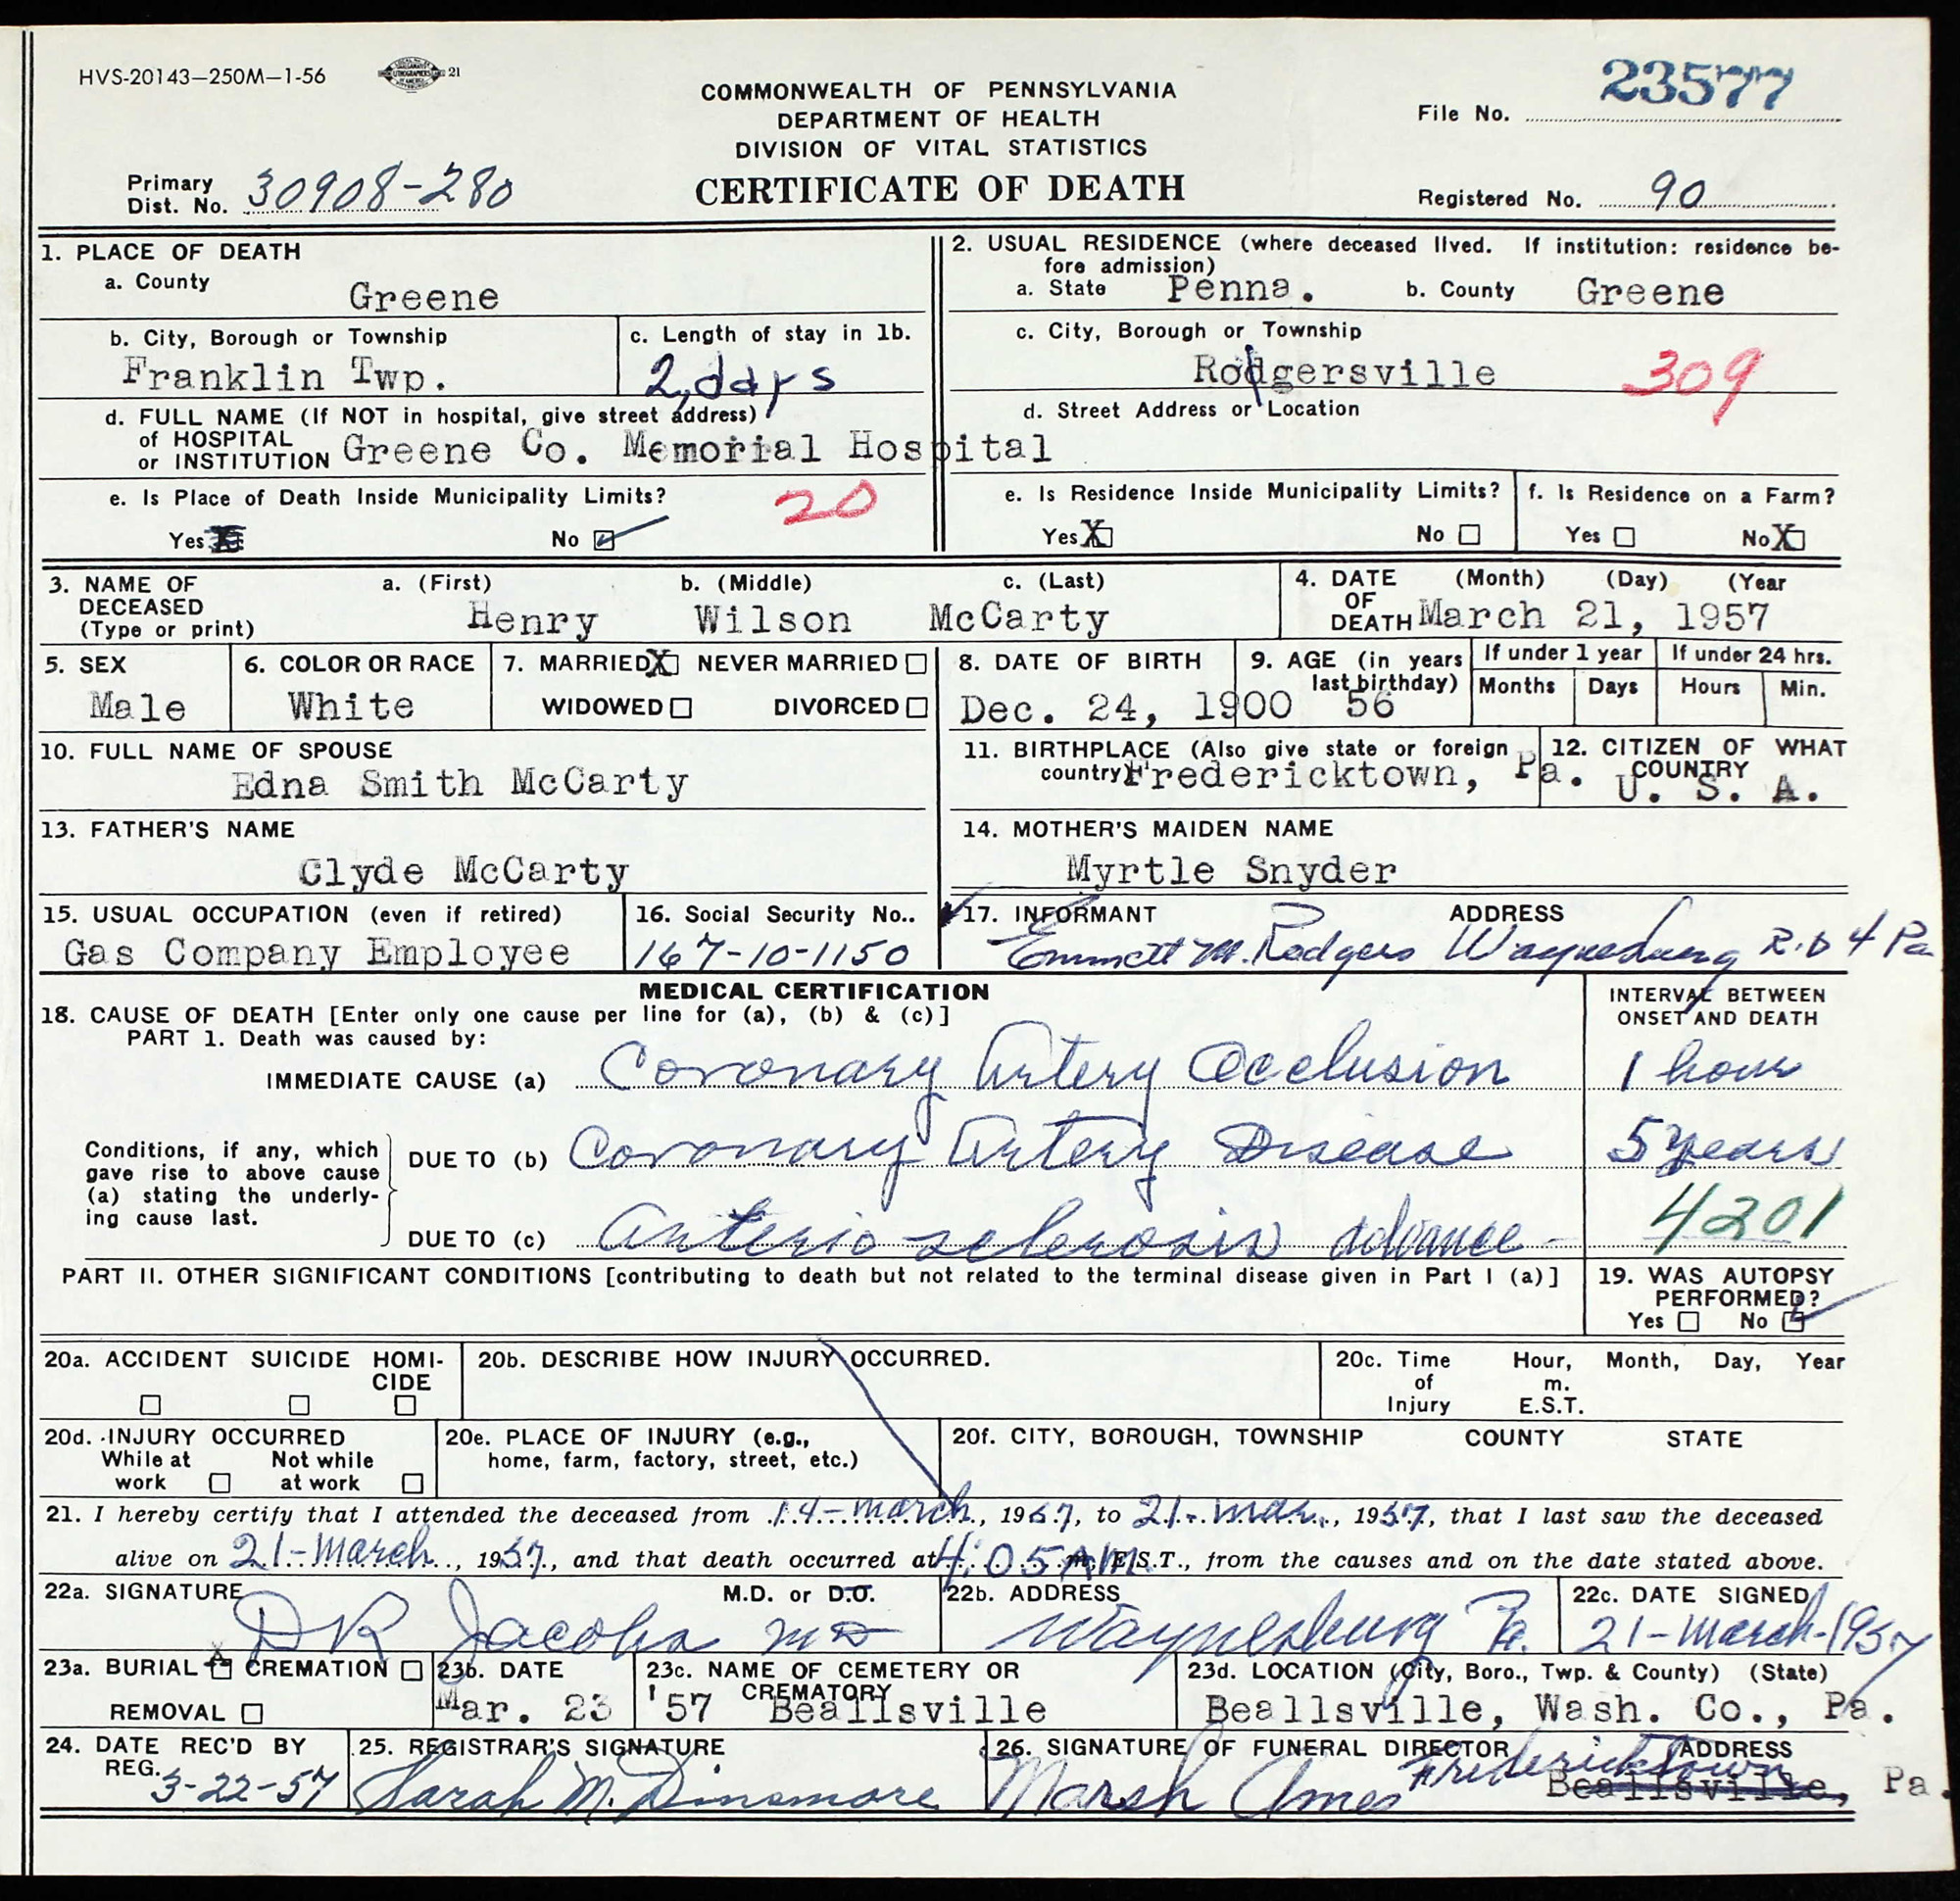 HVS-20143—250M—1-56 21
23577
COMMONWEALTH OF PENNSYLVANIA
DEPARTMENT OF HEALTH
DIVISION OF VITAL STATISTICS
CERTIFICATE OF DEATH
File No.
Primary Dist. No. 30908-280
Registered No. 90
1. PLACE OF DEATH
a. County Greene
b. City, Borough or Township Franklin Twp.
c. Length of stay in 1b. 2, days
d. FULL NAME (If NOT in hospital, give street address)
of HOSPITAL
or INSTITUTION Greene Co. Memorial Hospital
e. Is Place of Death Inside Municipality Limits? 20
Yes No
2. USUAL RESIDENCE (where deceased lived. If institution: residence be-
fore admission)
a. State Penna. b. County Greene
c. City, Borough or Township
Rodgersville 309
d. Street Address or Location
e. Is Residence Inside Municipality Limits?
Yes X No
f. Is Residence on a Farm?
Yes No X
3. NAME OF DECEASED (Type or print)
a. (First) b. (Middle) c. (Last)
Henry Wilson McCarty
4. DATE OF DEATH (Month) (Day) (Year
March 21, 1957
5. SEX
Male
6. COLOR OR RACE
White
7. MARRIED X NEVER MARRIED
WIDOWED DIVORCED
8. DATE OF BIRTH
Dec. 24, 1900
9. AGE (in years last birthday)
56
If under 1 year
Months Days
If under 24 hrs.
Hours Min.
10. FULL NAME OF SPOUSE
Edna Smith McCarty
11. BIRTHPLACE (Also give state or foreign
country) Fredericktown, Pa.
12. CITIZEN OF WHAT COUNTRY
U. S. A.
13. FATHER'S NAME
Clyde McCarty
14. MOTHER'S MAIDEN NAME
Myrtle Snyder
15. USUAL OCCUPATION (even if retired)
Gas Company Employee
16. Social Security No..
167-10-1150
17. INFORMANT ADDRESS
Emmett M. Rodgers Waynesburg R.D 4 Pa
MEDICAL CERTIFICATION
18. CAUSE OF DEATH [Enter only one cause per line for (a), (b) & (c)]
PART 1. Death was caused by:
INTERVAL BETWEEN
ONSET AND DEATH
IMMEDIATE CAUSE (a) Coronary Artery Occlusion 1 hour
Conditions, if any, which
gave rise to above cause
(a) stating the underly-
ing cause last.
DUE TO (b) Coronary Artery Disease 5 years
DUE TO (c) Arterio-sclerosis advance- 4201
PART II. OTHER SIGNIFICANT CONDITIONS [contributing to death but not related to the terminal disease given in Part I (a)]
19. WAS AUTOPSY PERFORMED?
Yes No
20a. ACCIDENT SUICIDE HOMI-
CIDE
20b. DESCRIBE HOW INJURY OCCURRED.
20c. Time of Injury Hour, Month, Day, Year
m.
E.S.T.
20d. INJURY OCCURRED
While at work Not while at work
20e. PLACE OF INJURY (e.g.,
home, farm, factory, street, etc.)
20f. CITY, BOROUGH, TOWNSHIP COUNTY STATE
21. I hereby certify that I attended the deceased from 14-March, 1957, to 21-Mar., 1957, that I last saw the deceased
alive on 21-March, 1957, and that death occurred at 4:05 AM E.S.T., from the causes and on the date stated above.
22a. SIGNATURE M.D. or D.O.
DR Jacobs MD
22b. ADDRESS
Waynesburg Pa.
22c. DATE SIGNED
21-March-1957
23a. BURIAL X CREMATION
REMOVAL
23b. DATE
Mar. 23 '57
23c. NAME OF CEMETERY OR CREMATORY
Beallsville
23d. LOCATION (City, Boro., Twp. & County) (State)
Beallsville, Wash. Co., Pa.
24. DATE REC'D BY REG.
3-22-57
25. REGISTRAR'S SIGNATURE
Sarah M. Dinsmore
26. SIGNATURE OF FUNERAL DIRECTOR ADDRESS
Marsh Ames Fredericktown
Beallsville, Pa.